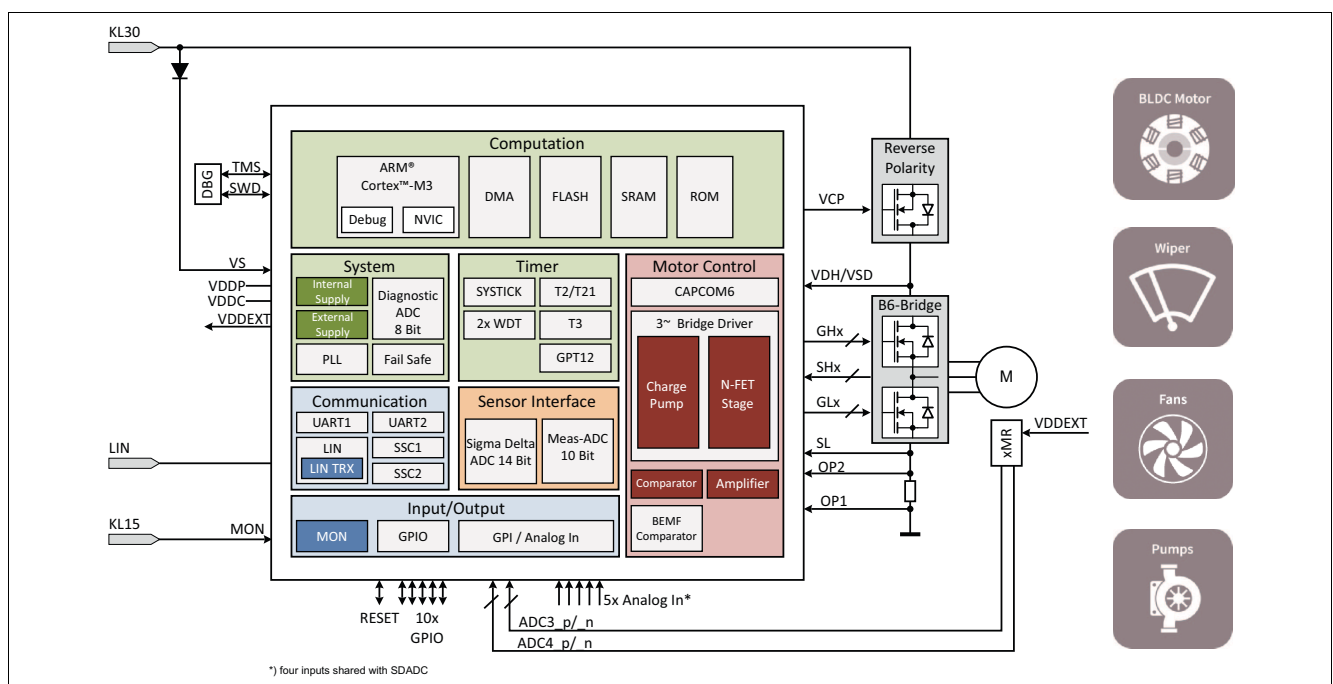 KL30
DBG
TMS
SWD
VS
VDDP
VDDC
VDDEXT
LIN
KL15
MON
Computation
ARM®
Cortex™-M3
Debug
NVIC
DMA
FLASH
SRAM
ROM
System
Internal
Supply
External
Supply
Diagnostic
ADC
8 Bit
PLL
Fail Safe
Timer
SYSTICK
T2/T21
2x WDT
T3
GPT12
Motor Control
CAPCOM6
3~ Bridge Driver
Charge
Pump
N-FET
Stage
Comparator
Amplifier
BEMF
Comparator
Communication
UART1
UART2
LIN
LIN TRX
SSC1
SSC2
Sensor Interface
Sigma Delta
ADC 14 Bit
Meas-ADC
10 Bit
Input/Output
MON
GPIO
GPI / Analog In
VCP
Reverse
Polarity
VDH/VSD
B6-Bridge
GHx
SHx
GLx
SL
OP2
OP1
M
xMR
VDDEXT
RESET
10x
GPIO
5x Analog In*
ADC3_p/_n
ADC4_p/_n
*) four inputs shared with SDADC
BLDC Motor
Wiper
Fans
Pumps